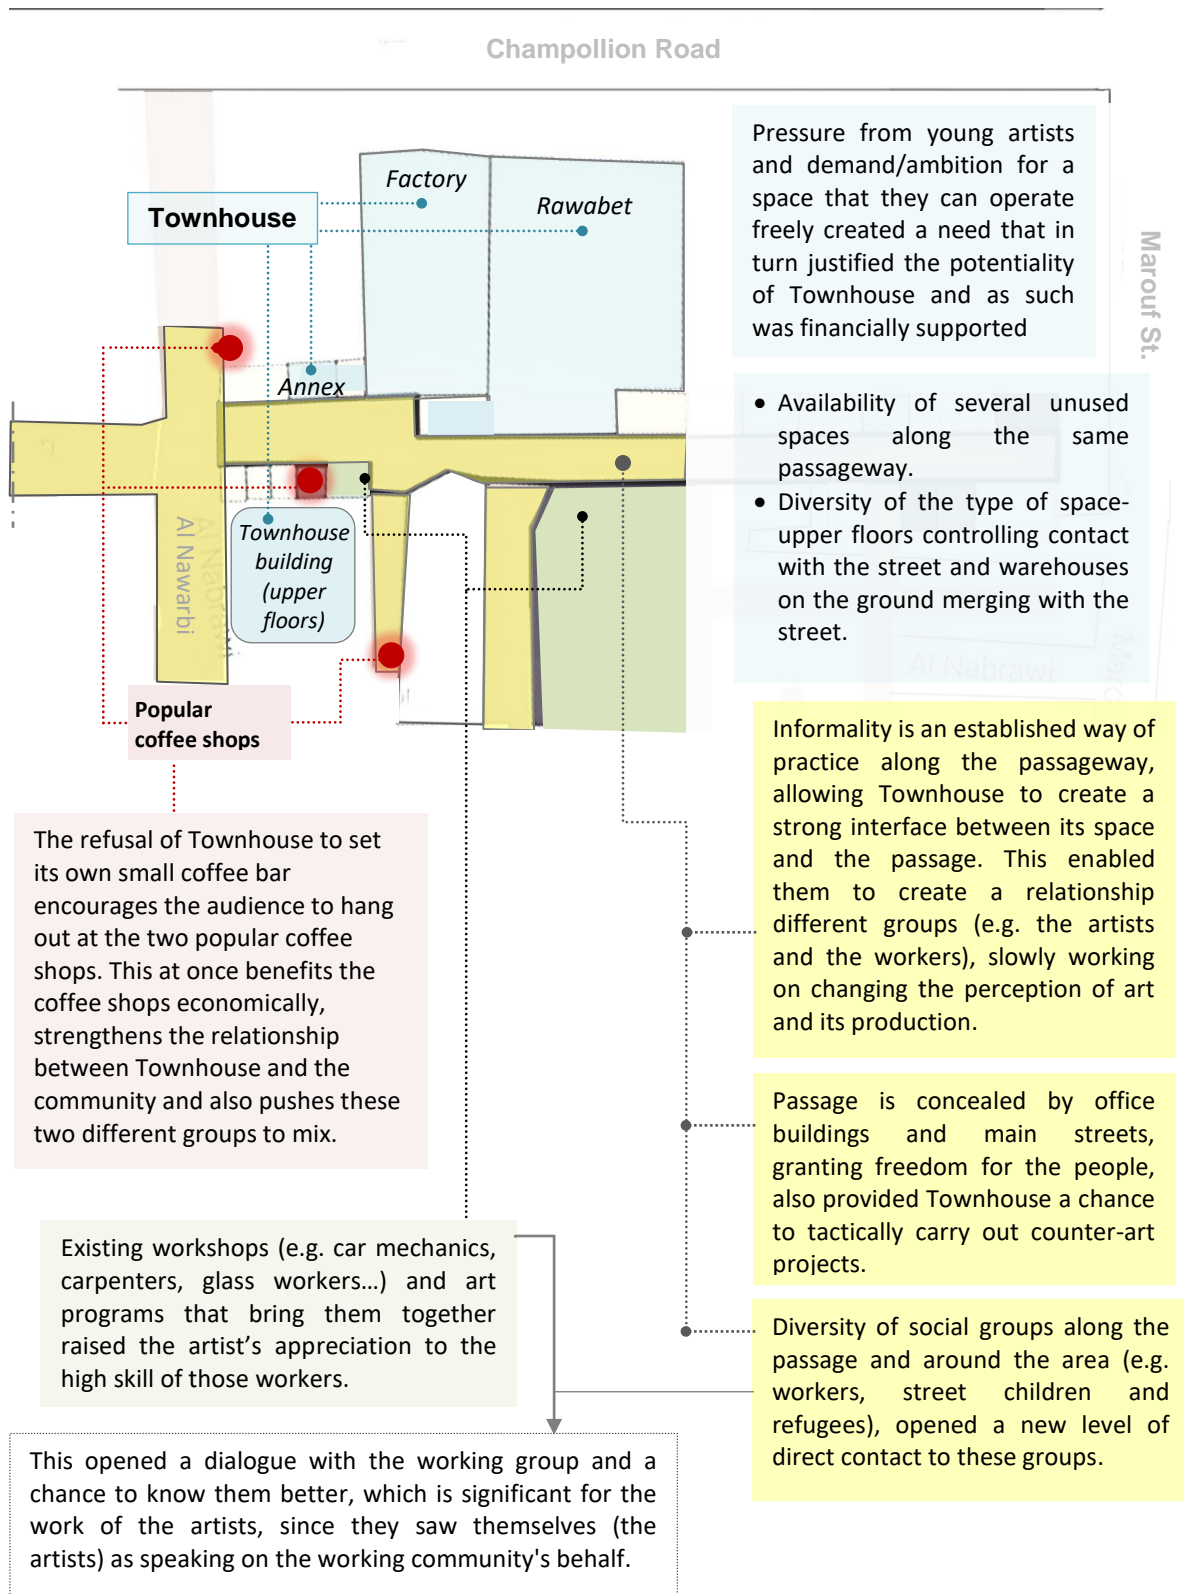 Champollion Road
Pressure from young artists
and demand/ambition for a
space that they can operate
freely created a need that in
turn justified the potentiality
of Townhouse and as such
was financially supported
Marouf St.
Factory
Rawabet
Townhouse
Annex
• Availability of several unused
spaces along the same
passageway.
• Diversity of the type of space-
upper floors controlling contact
with the street and warehouses
on the ground merging with the
street.
Al Nawarbi
Al Nabrawi
Townhouse
building
(upper
floors)
Al Nabrawi
Popular
coffee shops
Informality is an established way of
practice along the passageway,
allowing Townhouse to create a
strong interface between its space
and the passage. This enabled
them to create a relationship
different groups (e.g. the artists
and the workers), slowly working
on changing the perception of art
and its production.
The refusal of Townhouse to set
its own small coffee bar
encourages the audience to hang
out at the two popular coffee
shops. This at once benefits the
coffee shops economically,
strengthens the relationship
between Townhouse and the
community and also pushes these
two different groups to mix.
Passage is concealed by office
buildings and main streets,
granting freedom for the people,
also provided Townhouse a chance
to tactically carry out counter-art
projects.
Existing workshops (e.g. car mechanics,
carpenters, glass workers…) and art
programs that bring them together
raised the artist’s appreciation to the
high skill of those workers.
Diversity of social groups along the
passage and around the area (e.g.
workers, street children and
refugees), opened a new level of
direct contact to these groups.
This opened a dialogue with the working group and a
chance to know them better, which is significant for the
work of the artists, since they saw themselves (the
artists) as speaking on the working community's behalf.